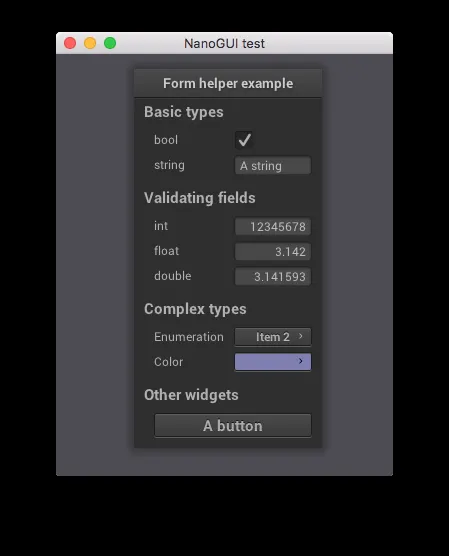 NanoGUI test
Form helper example
Basic types
bool
string A string
Validating fields
int 12345678
float 3.142
double 3.141593
Complex types
Enumeration Item 2
Color
Other widgets
A button